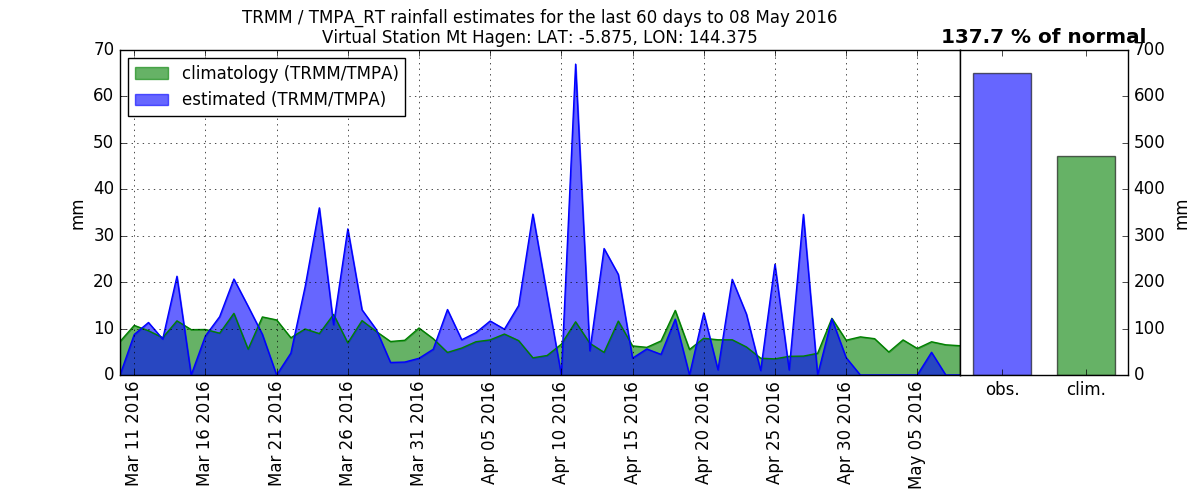 TRMM / TMPA_RT rainfall estimates for the last 60 days to 08 May 2016
Virtual Station Mt Hagen: LAT: -5.875, LON: 144.375
137.7 % of normal
climatology (TRMM/TMPA)
estimated (TRMM/TMPA)
70
60
50
40
30
20
10
0
mm
Mar 11 2016
Mar 16 2016
Mar 21 2016
Mar 26 2016
Mar 31 2016
Apr 05 2016
Apr 10 2016
Apr 15 2016
Apr 20 2016
Apr 25 2016
Apr 30 2016
May 05 2016
obs.
clim.
700
600
500
400
300
200
100
0
mm